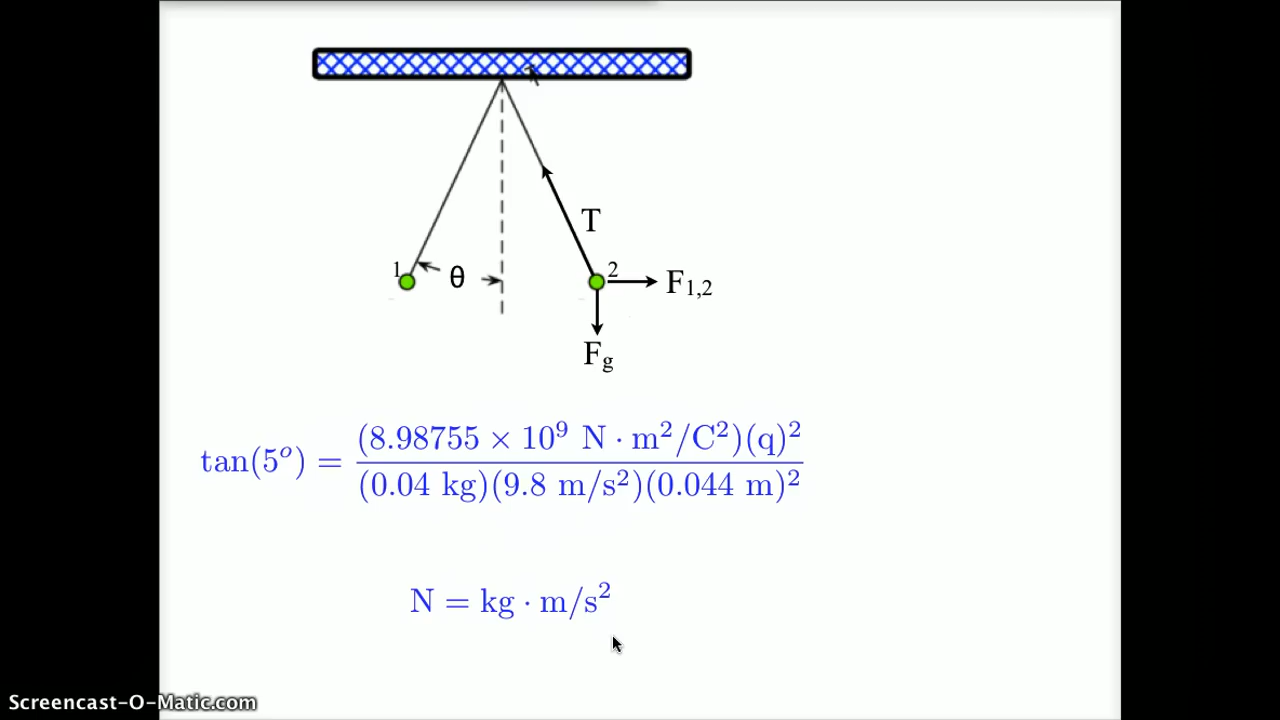 T
1
θ
2
F1,2
Fg
tan(5°) = (8.98755 × 10⁹ N · m²/C²)(q)² / (0.04 kg)(9.8 m/s²)(0.044 m)²
N = kg · m/s²
Screencast-O-Matic.com